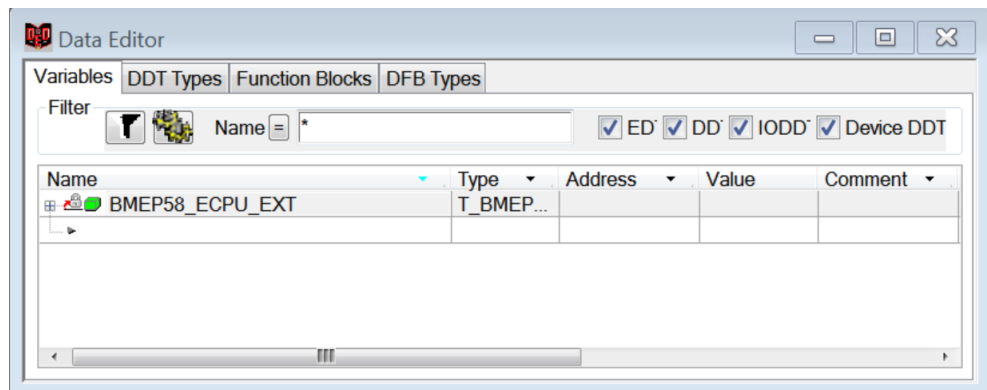 Data Editor
Variables DDT Types Function Blocks DFB Types
Filter
Name = * ED DD IODD Device DDT
Name Type Address Value Comment
BMEP58_ECPU_EXT T_BMEP...